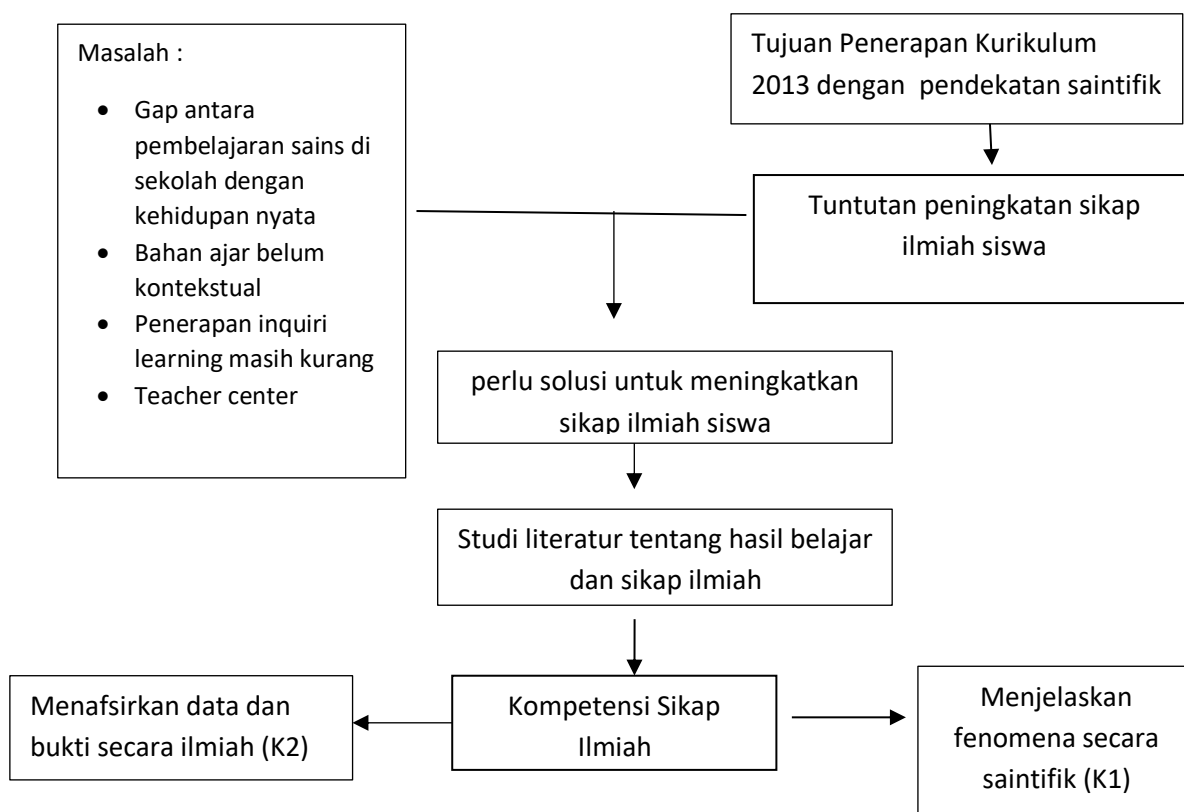 Masalah :
• Gap antara
pembelajaran sains di
sekolah dengan
kehidupan nyata
• Bahan ajar belum
kontekstual
• Penerapan inquiri
learning masih kurang
• Teacher center
Tujuan Penerapan Kurikulum
2013 dengan pendekatan saintifik
Tuntutan peningkatan sikap
ilmiah siswa
perlu solusi untuk meningkatkan
sikap ilmiah siswa
Studi literatur tentang hasil belajar
dan sikap ilmiah
Menafsirkan data dan
bukti secara ilmiah (K2)
Kompetensi Sikap
Ilmiah
Menjelaskan
fenomena secara
saintifik (K1)